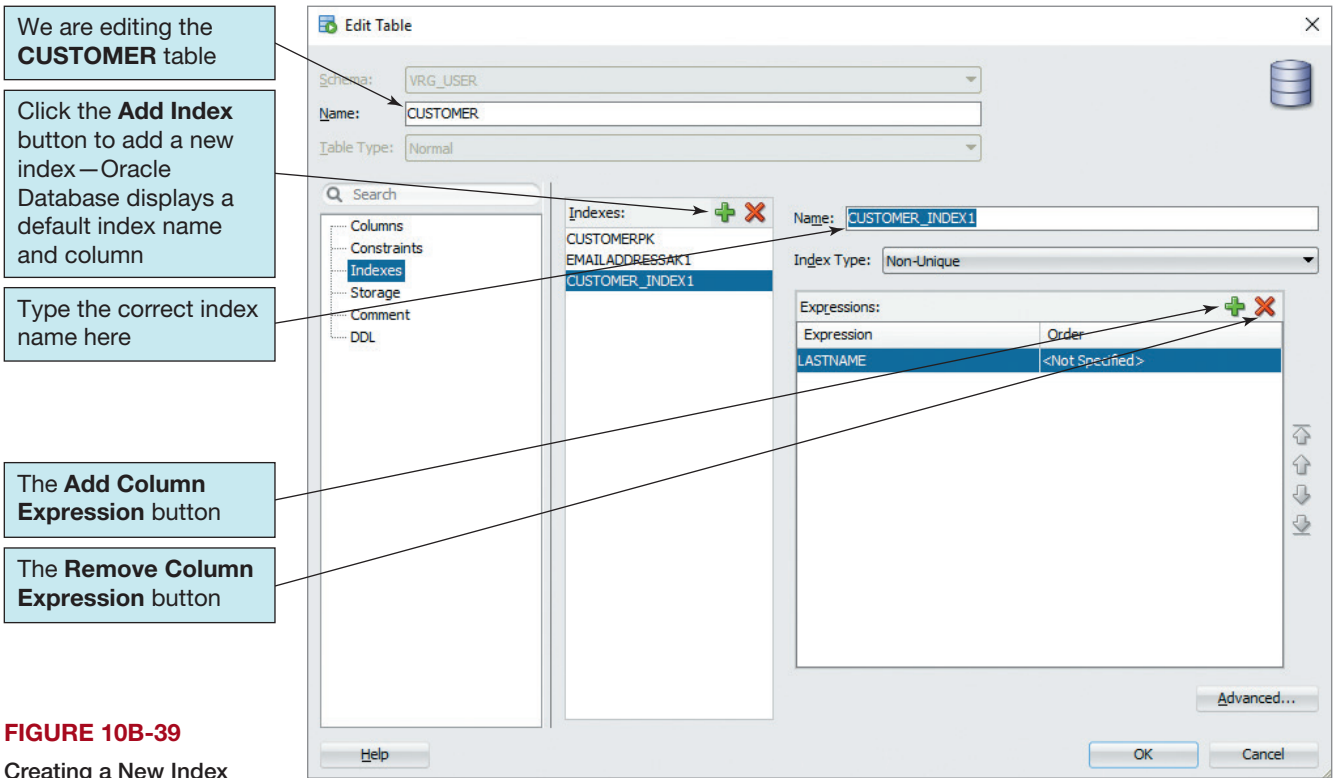 We are editing the
CUSTOMER table
Click the Add Index
button to add a new
index—Oracle
Database displays a
default index name
and column
Type the correct index
name here
The Add Column
Expression button
The Remove Column
Expression button
FIGURE 10B-39
Creating a New Index
Edit Table
Schema: VRG_USER
Name: CUSTOMER
Table Type: Normal
Search
Columns
Constraints
Indexes
Storage
Comment
DDL
Indexes:
CUSTOMERPK
EMAILADDRESSAK1
CUSTOMER_INDEX1
Name: CUSTOMER_INDEX1
Index Type: Non-Unique
Expressions:
Expression Order
LASTNAME <Not Specified>
Advanced...
Help OK Cancel